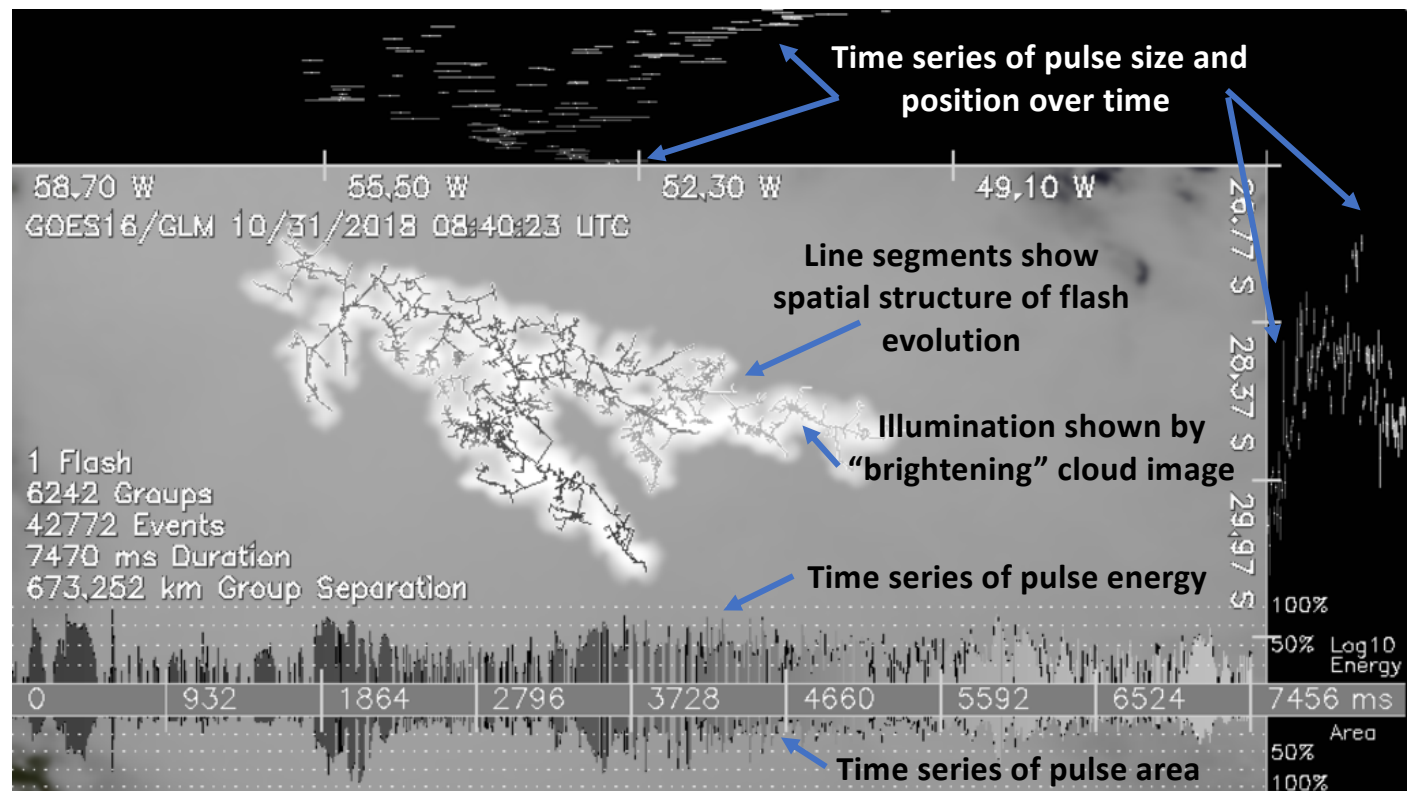 Time series of pulse size and
position over time
58.70 W
55.50 W
52.30 W
49.10 W
26.77 S
GOES16/GLM 10/31/2018 08:40:23 UTC
Line segments show
spatial structure of flash
evolution
28.37 S
Illumination shown by
“brightening” cloud image
1 Flash
6242 Groups
42772 Events
7470 ms Duration
673.252 km Group Separation
29.97 S
Time series of pulse energy
100%
50% Log10
Energy
0 932 1864 2796 3728 4660 5592 6524 7456 ms
Area
50%
Time series of pulse area
100%